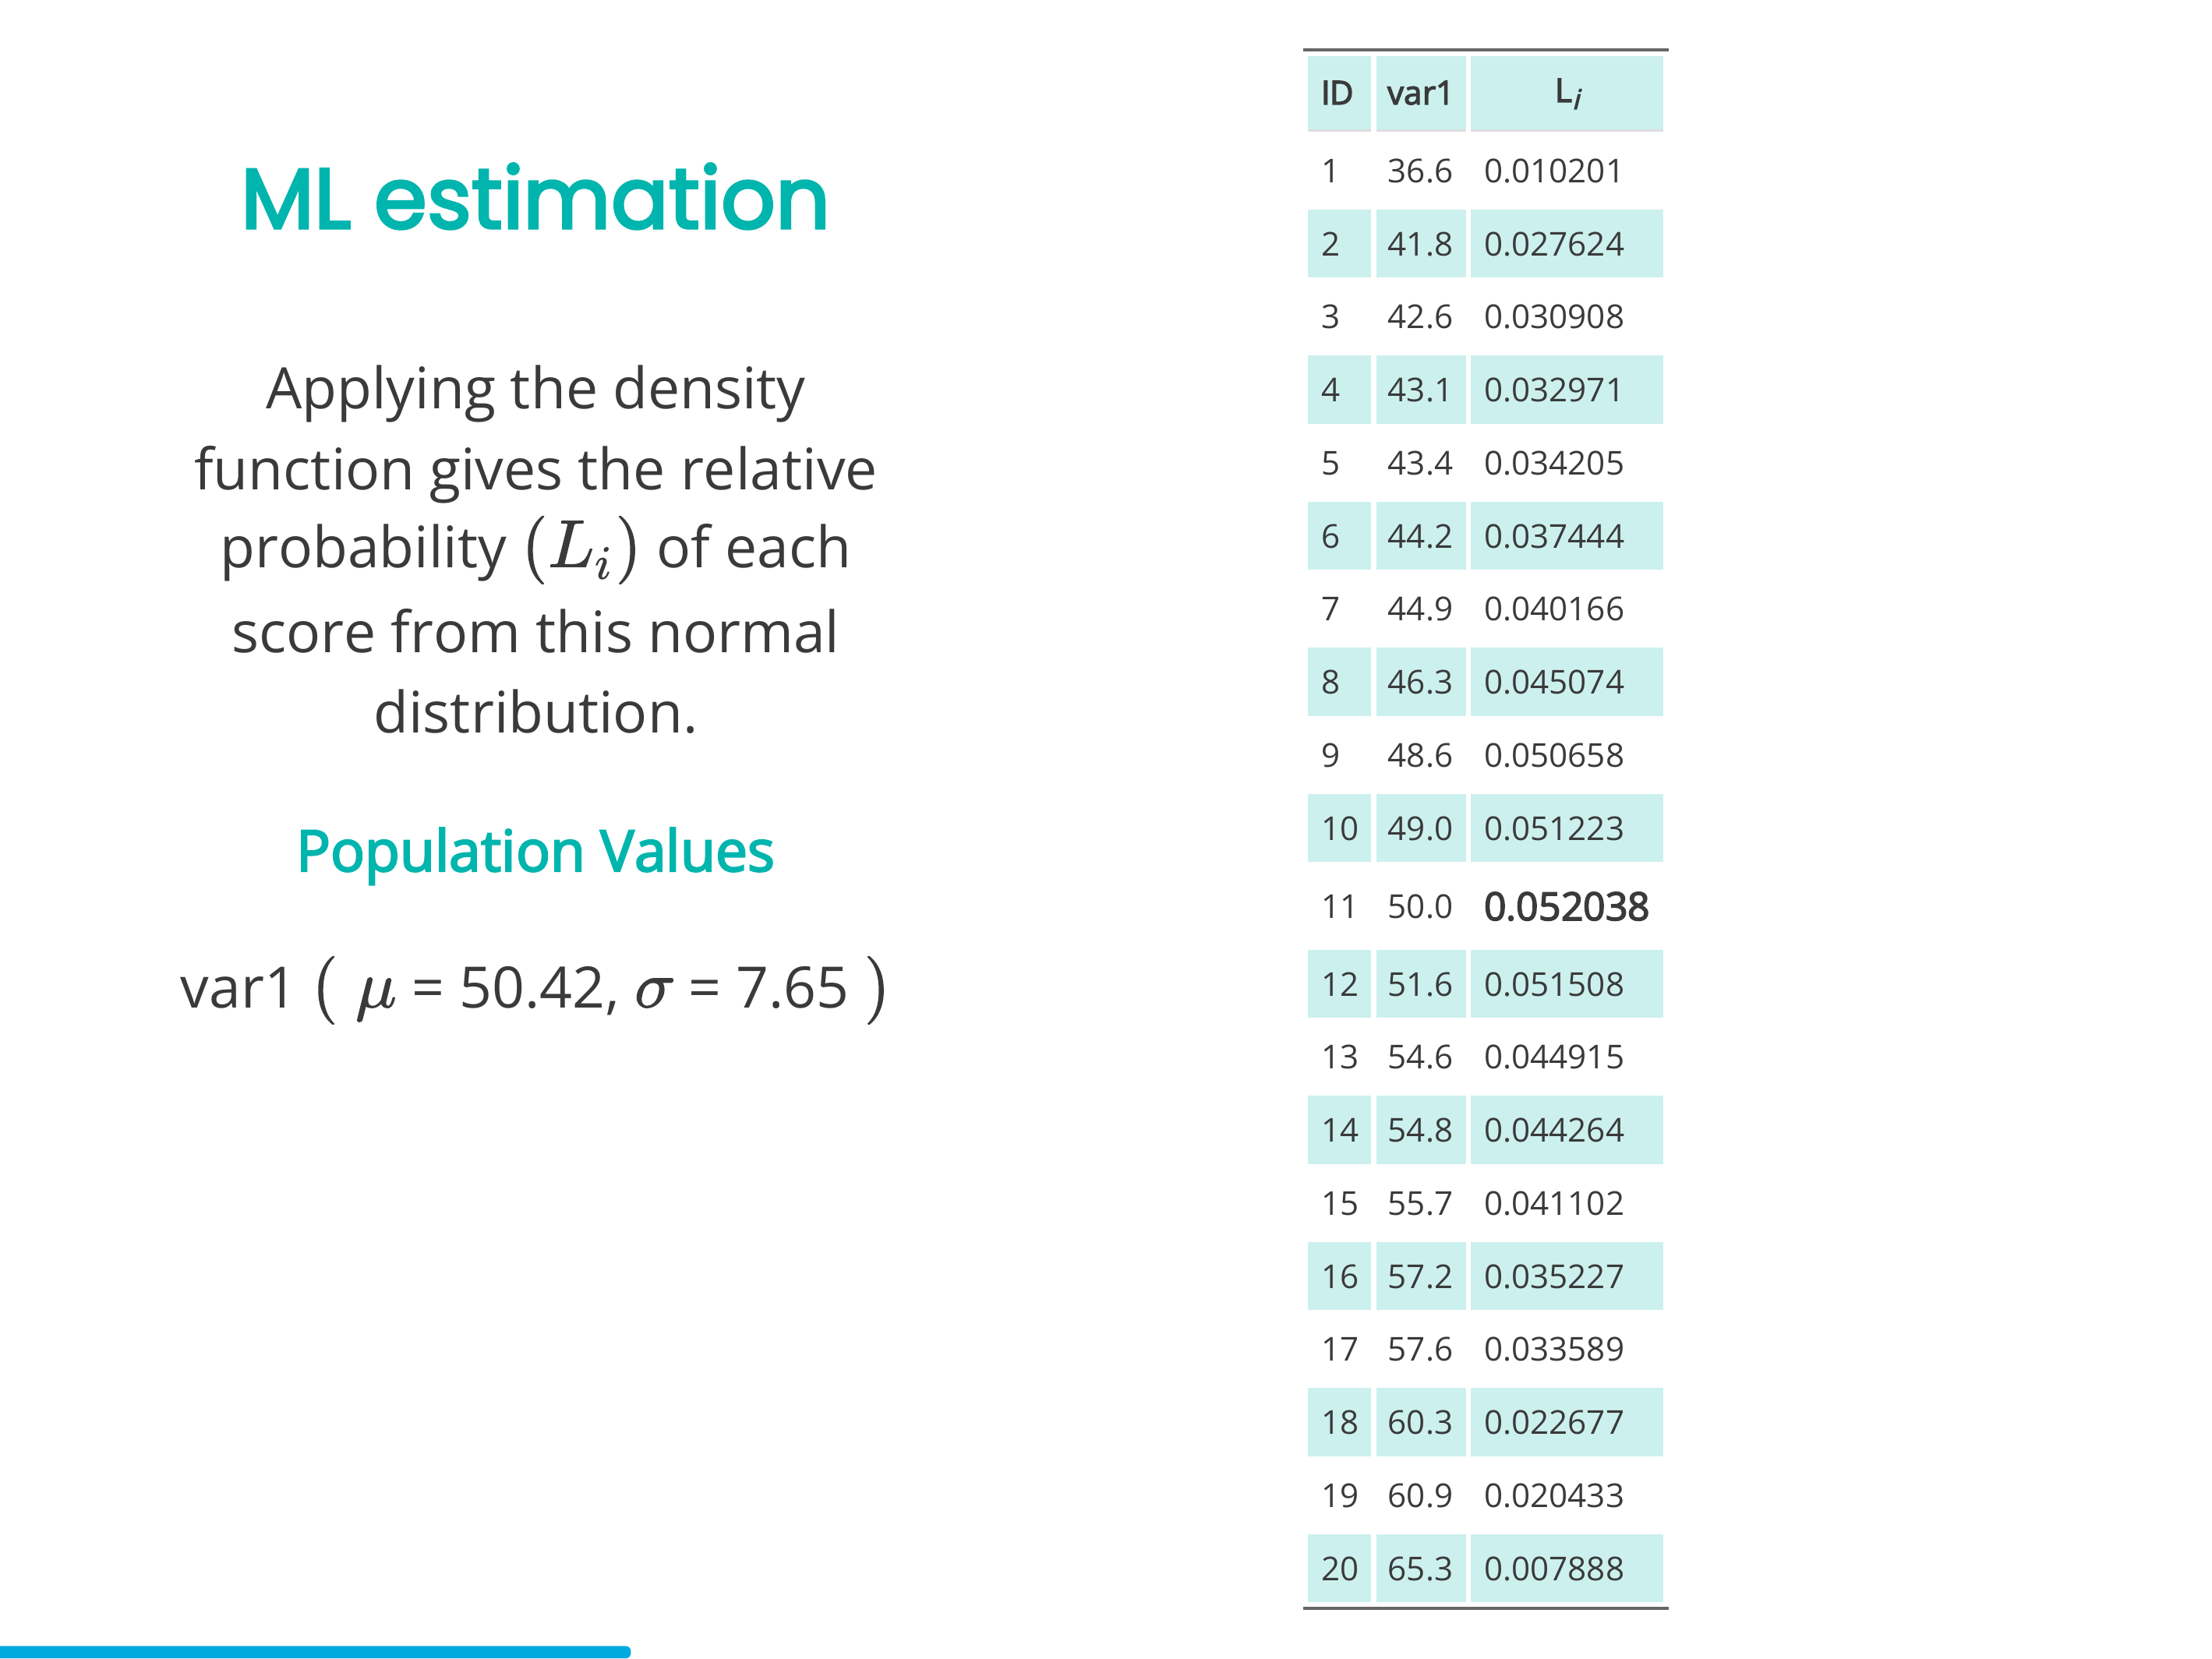 ML estimation
Applying the density
function gives the relative
probability (L_i) of each
score from this normal
distribution.
Population Values
var1 ( μ = 50.42, σ = 7.65 )
ID var1 L_i
1 36.6 0.010201
2 41.8 0.027624
3 42.6 0.030908
4 43.1 0.032971
5 43.4 0.034205
6 44.2 0.037444
7 44.9 0.040166
8 46.3 0.045074
9 48.6 0.050658
10 49.0 0.051223
11 50.0 0.052038
12 51.6 0.051508
13 54.6 0.044915
14 54.8 0.044264
15 55.7 0.041102
16 57.2 0.035227
17 57.6 0.033589
18 60.3 0.022677
19 60.9 0.020433
20 65.3 0.007888